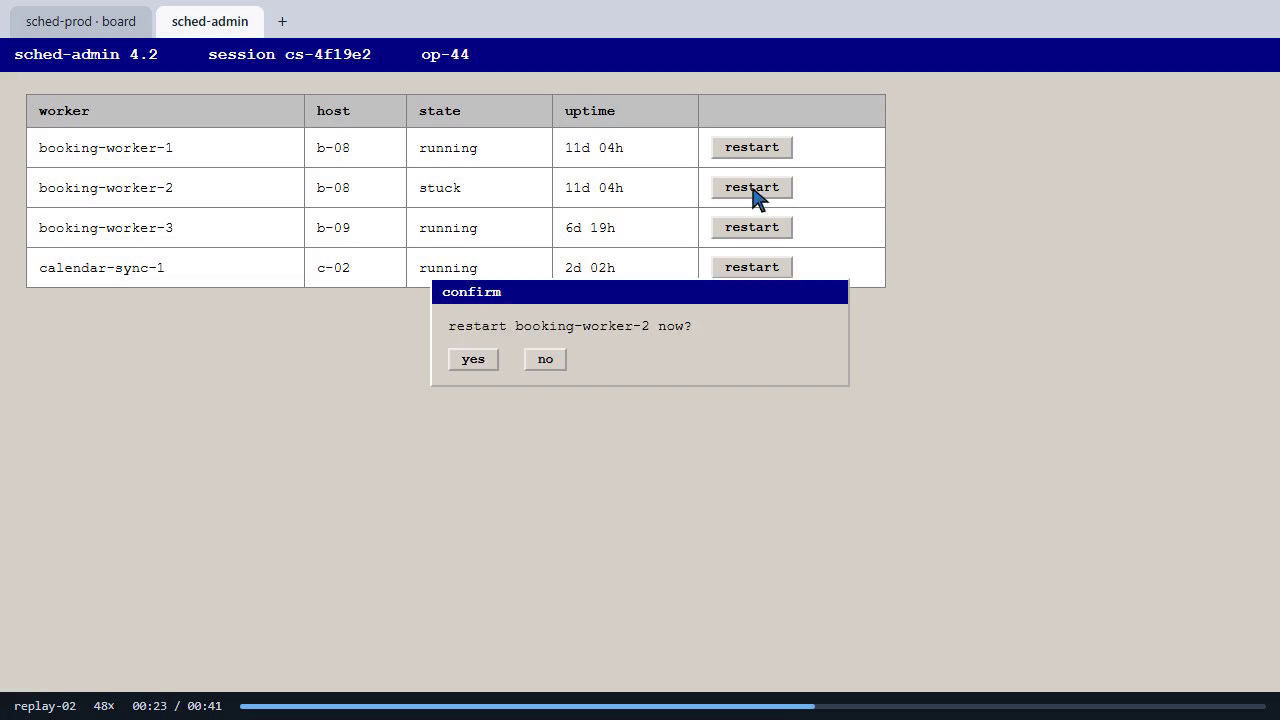 sched-prod · board sched-admin +
sched-admin 4.2 session cs-4f19e2 op-44
worker host state uptime
booking-worker-1 b-08 running 11d 04h restart
booking-worker-2 b-08 stuck 11d 04h restart
booking-worker-3 b-09 running 6d 19h restart
calendar-sync-1 c-02 running 2d 02h restart
confirm
restart booking-worker-2 now?
yes no
replay-02 48x 00:23 / 00:41